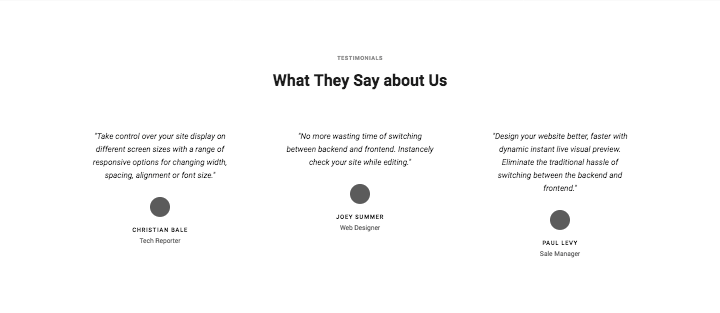 TESTIMONIALS
What They Say about Us
"Take control over your site display on
different screen sizes with a range of
responsive options for changing width,
spacing, alignment or font size."
CHRISTIAN BALE
Tech Reporter
"No more wasting time of switching
between backend and frontend. Instancely
check your site while editing."
JOEY SUMMER
Web Designer
"Design your website better, faster with
dynamic instant live visual preview.
Eliminate the traditional hassle of
switching between the backend and
frontend."
PAUL LEVY
Sale Manager